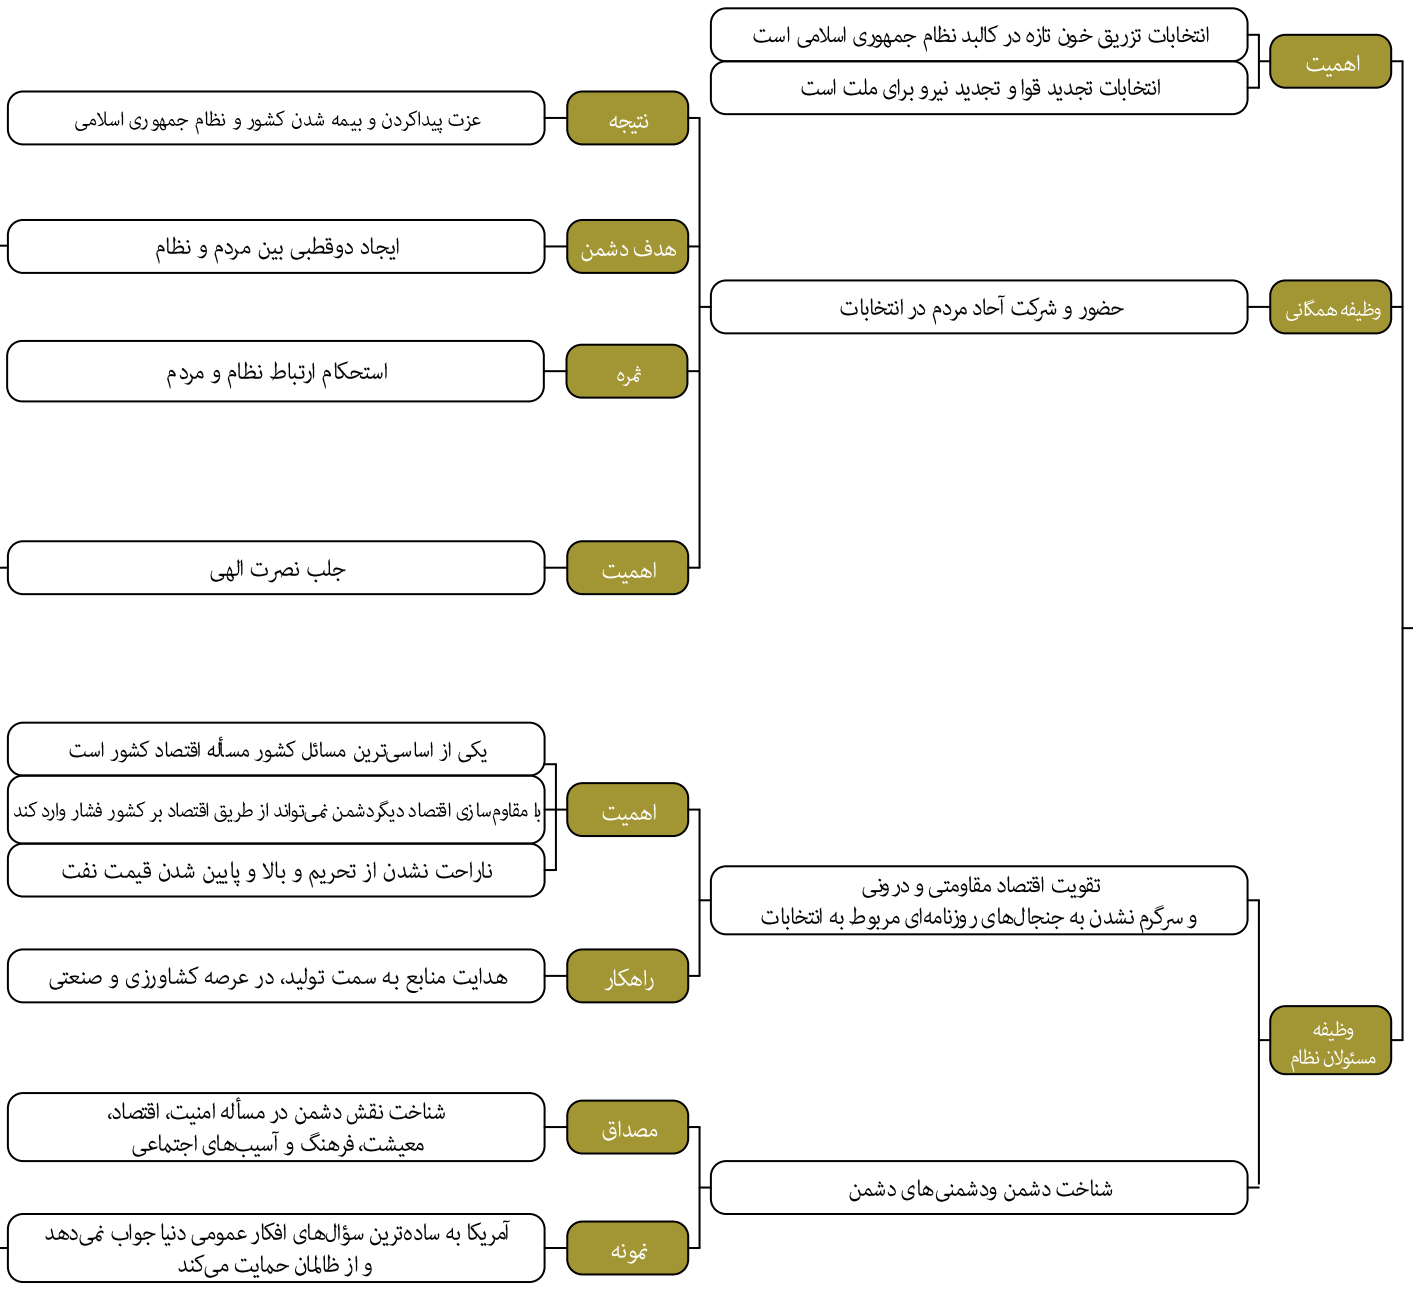 اهمیت
انتخابات تزریق خون تازه در کالبد نظام جمهوری اسلامی است
انتخابات تجدید قوا و تجدید نیرو برای ملت است
وظیفه همگانی
حضور و شرکت آحاد مردم در انتخابات
نتیجه
عزت پیداکردن و بیمه شدن کشور و نظام جمهوری اسلامی
هدف دشمن
ایجاد دوقطبی بین مردم و نظام
ثمره
استحکام ارتباط نظام و مردم
اهمیت
جلب نصرت الهی
وظیفه
مسئولان نظام
تقویت اقتصاد مقاومتی و درونی
و سرگرم نشدن به جنجال‌های روزنامه‌ای مربوط به انتخابات
اهمیت
یکی از اساسی‌ترین مسائل کشور مسأله اقتصاد کشور است
با مقاوم‌سازی اقتصاد دیگردشمن نمی‌تواند از طریق اقتصاد بر کشور فشار وارد کند
ناراحت نشدن از تحریم و بالا و پایین شدن قیمت نفت
راهکار
هدایت منابع به سمت تولید، در عرصه کشاورزی و صنعتی
شناخت دشمن ودشمنی‌های دشمن
مصداق
شناخت نقش دشمن در مسأله امنیت، اقتصاد،
معیشت، فرهنگ و آسیب‌های اجتماعی
نمونه
آمریکا به ساده‌ترین سؤال‌های افکار عمومی دنیا جواب نمی‌دهد
و از ظالمان حمایت می‌کند